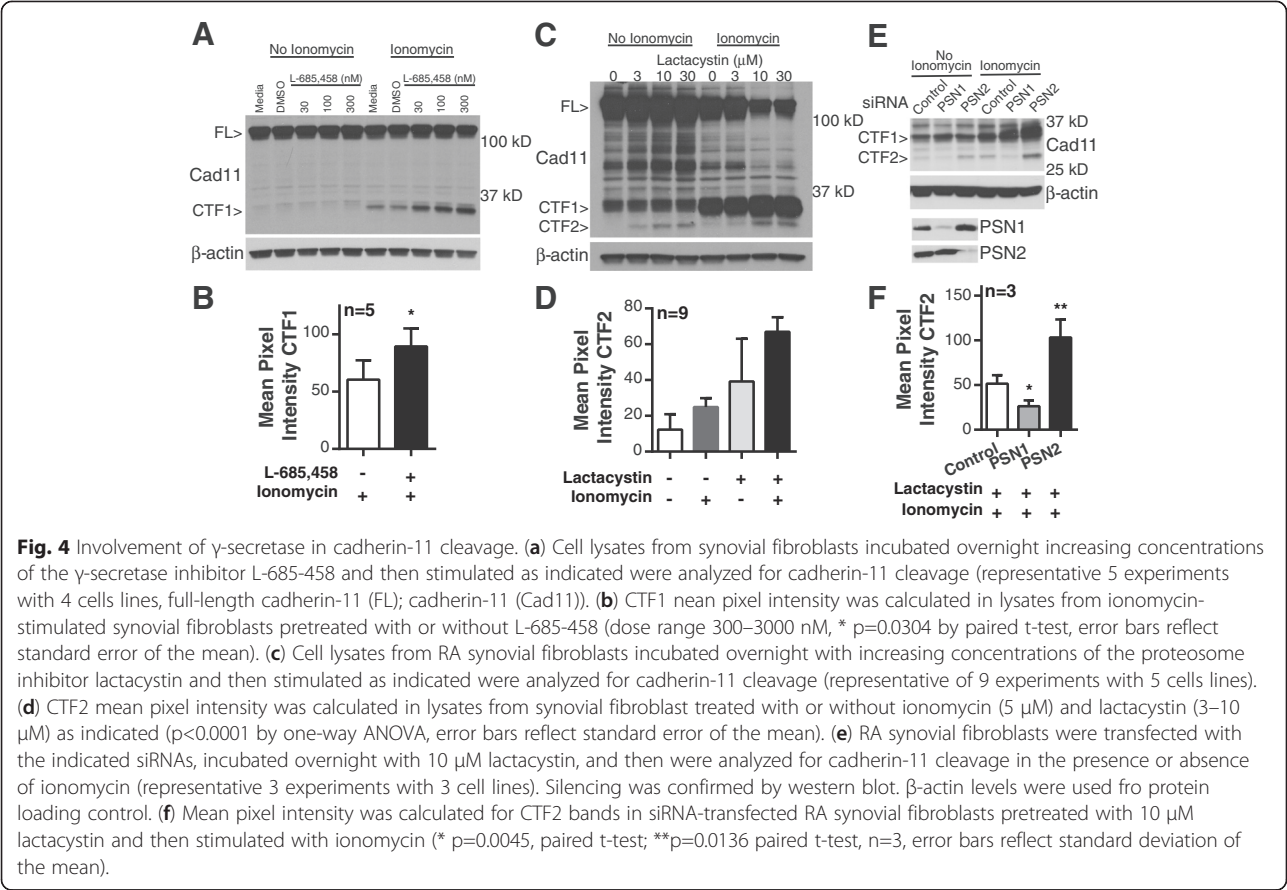 A
No Ionomycin
Ionomycin
L-685,458 (nM)
L-685,458 (nM)
Media
DMSO
30
100
300
Media
DMSO
30
100
300
FL>
100 kD
Cad11
37 kD
CTF1>
β-actin
B
n=5
*
Mean Pixel
Intensity CTF1
100
50
0
L-685,458 - +
Ionomycin + +
C
No Ionomycin
Ionomycin
Lactacystin (μM)
0 3 10 30 0 3 10 30
FL>
100 kD
Cad11
37 kD
CTF1>
CTF2>
β-actin
D
n=9
Mean Pixel
Intensity CTF2
80
60
40
20
0
Lactacystin - - + +
Ionomycin - + - +
E
No
Ionomycin
Ionomycin
siRNA
Control
PSN1
PSN2
Control
PSN1
PSN2
37 kD
CTF1>
Cad11
CTF2>
25 kD
β-actin
PSN1
PSN2
F
n=3
**
*
Mean Pixel
Intensity CTF2
150
100
50
0
Control
PSN1
PSN2
Lactacystin + + +
Ionomycin + + +
Fig. 4 Involvement of γ-secretase in cadherin-11 cleavage. (a) Cell lysates from synovial fibroblasts incubated overnight increasing concentrations
of the γ-secretase inhibitor L-685-458 and then stimulated as indicated were analyzed for cadherin-11 cleavage (representative 5 experiments
with 4 cells lines, full-length cadherin-11 (FL); cadherin-11 (Cad11)). (b) CTF1 nean pixel intensity was calculated in lysates from ionomycin-
stimulated synovial fibroblasts pretreated with or without L-685-458 (dose range 300–3000 nM, * p=0.0304 by paired t-test, error bars reflect
standard error of the mean). (c) Cell lysates from RA synovial fibroblasts incubated overnight with increasing concentrations of the proteosome
inhibitor lactacystin and then stimulated as indicated were analyzed for cadherin-11 cleavage (representative of 9 experiments with 5 cells lines).
(d) CTF2 mean pixel intensity was calculated in lysates from synovial fibroblast treated with or without ionomycin (5 μM) and lactacystin (3–10
μM) as indicated (p<0.0001 by one-way ANOVA, error bars reflect standard error of the mean). (e) RA synovial fibroblasts were transfected with
the indicated siRNAs, incubated overnight with 10 μM lactacystin, and then were analyzed for cadherin-11 cleavage in the presence or absence
of ionomycin (representative 3 experiments with 3 cell lines). Silencing was confirmed by western blot. β-actin levels were used fro protein
loading control. (f) Mean pixel intensity was calculated for CTF2 bands in siRNA-transfected RA synovial fibroblasts pretreated with 10 μM
lactacystin and then stimulated with ionomycin (* p=0.0045, paired t-test; **p=0.0136 paired t-test, n=3, error bars reflect standard deviation of
the mean).